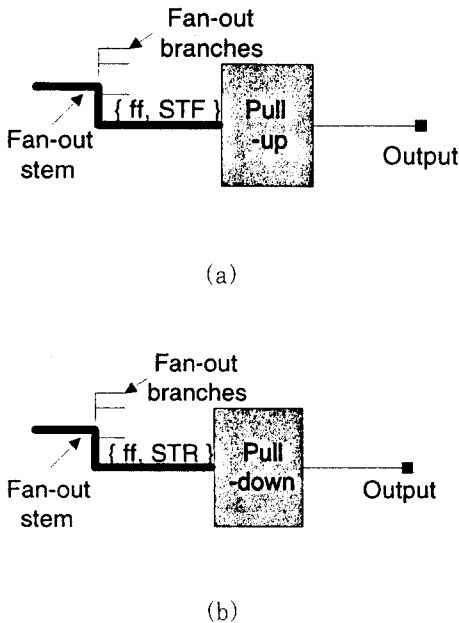 Fan-out
branches
{ ff, STF }
Pull
-up
Fan-out
stem
Output
(a)
Fan-out
branches
{ ff, STR }
Pull
-down
Fan-out
stem
Output
(b)